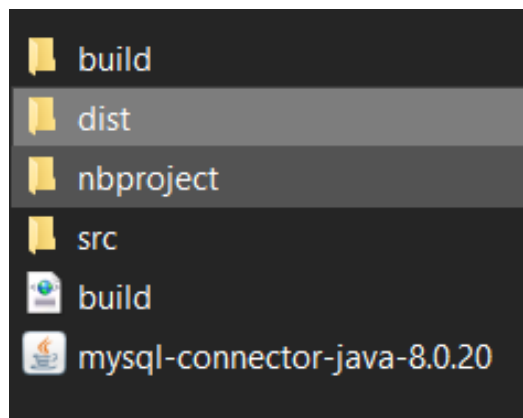 build
dist
nbproject
src
build
mysql-connector-java-8.0.20